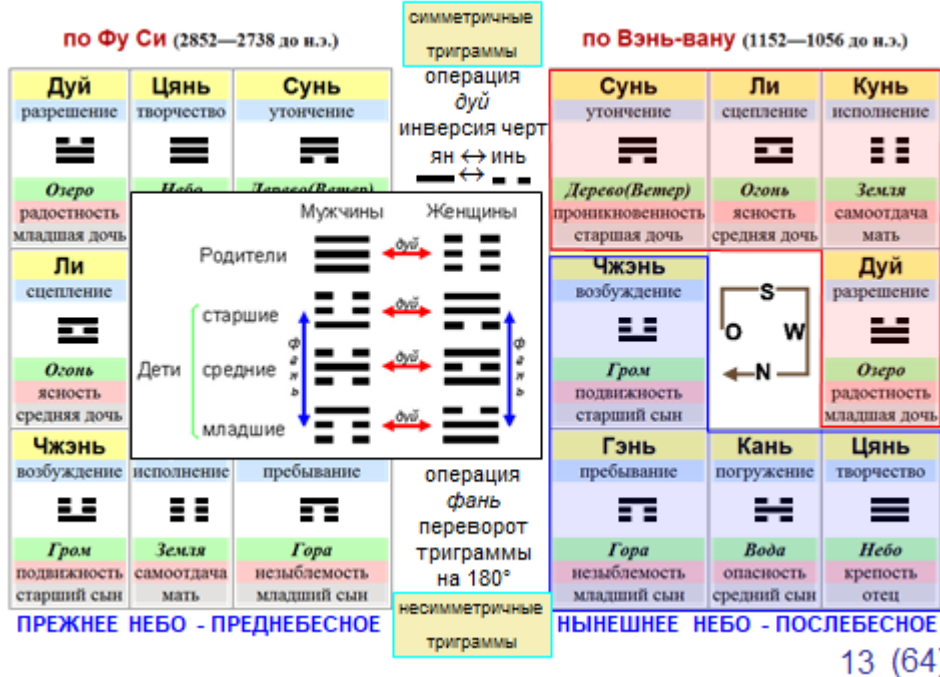 по Фу Си (2852—2738 до н.э.)
Дуй
разрешение
Озеро
радостность
младшая дочь
Цянь
творчество
Небо
Сунь
утончение
Дерево(Ветер)
Ли
сцепление
Огонь
ясность
средняя дочь
Чжэнь
возбуждение
Гром
подвижность
старший сын
исполнение
Земля
самоотдача
мать
пребывание
Гора
незыблемость
младший сын
ПРЕЖНЕЕ НЕБО - ПРЕДНЕБЕСНОЕ
симметричные
триграммы
операция
дуй
инверсия черт
ян ↔ инь
↔
Мужчины Женщины
Родители
дуй
старшие
дуй
Дети
средние
дуй
младшие
дуй
фань
фань
операция
фань
переворот
триграммы
на 180°
несимметричные
триграммы
по Вэнь-вану (1152—1056 до н.э.)
Сунь
утончение
Дерево(Ветер)
проникновенность
старшая дочь
Ли
сцепление
Огонь
ясность
средняя дочь
Кунь
исполнение
Земля
самоотдача
мать
Чжэнь
возбуждение
Гром
подвижность
старший сын
S
O W
N
Дуй
разрешение
Озеро
радостность
младшая дочь
Гэнь
пребывание
Гора
незыблемость
младший сын
Кань
погружение
Вода
опасность
средний сын
Цянь
творчество
Небо
крепость
отец
НЫНЕШНЕЕ НЕБО - ПОСЛЕБЕСНОЕ
13 (64)